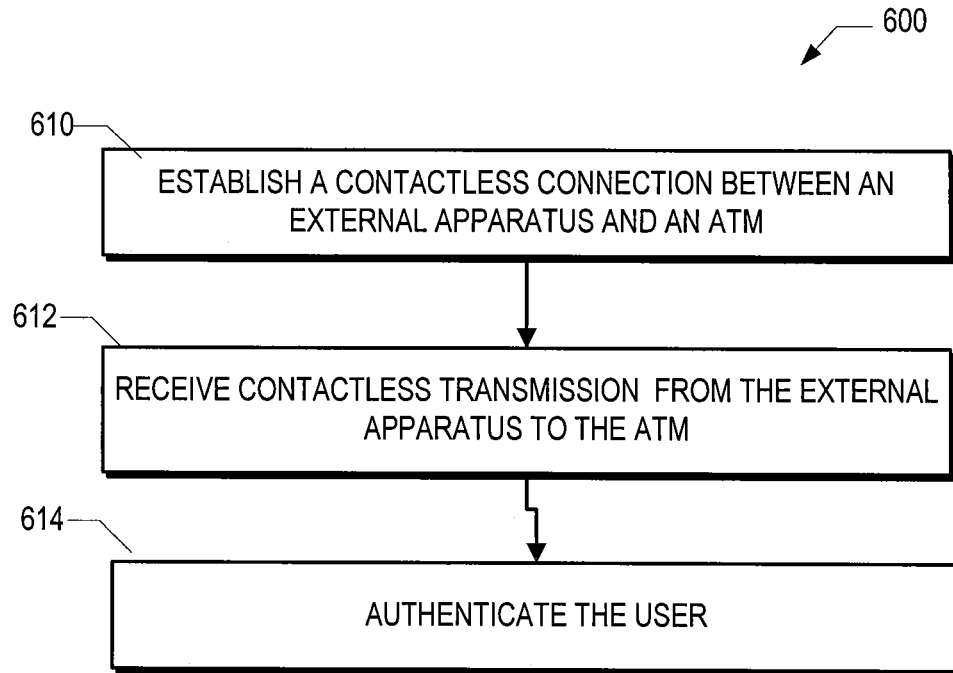 600
610
ESTABLISH A CONTACTLESS CONNECTION BETWEEN AN
EXTERNAL APPARATUS AND AN ATM
612
RECEIVE CONTACTLESS TRANSMISSION FROM THE EXTERNAL
APPARATUS TO THE ATM
614
AUTHENTICATE THE USER